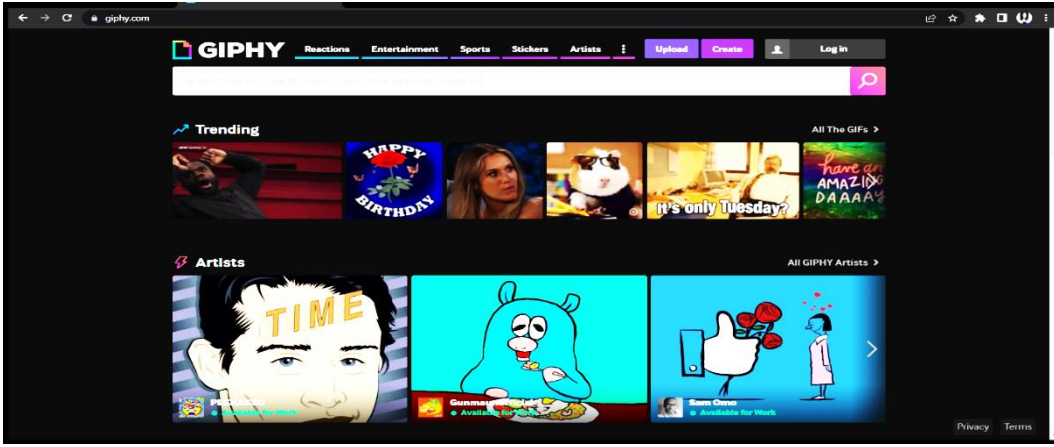 giphy.com
GIPHY Reactions Entertainment Sports Stickers Artists Upload Create Log in
Trending All The GIFs >
HAPPY
BIRTHDAY
It's only Tuesday?
have an
AMAZING
DAAAAY
Artists All GIPHY Artists >
TIME
Available for Work
Sam Omo
Available for Work
Privacy Terms